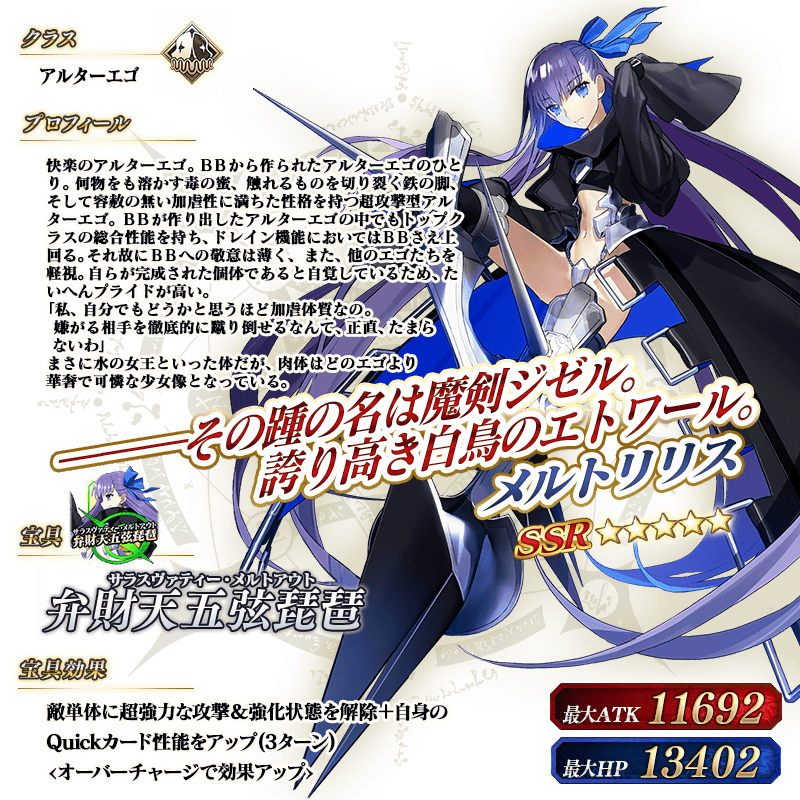 クラス
アルターエゴ
プロフィール
快楽のアルターエゴ。BBから作られたアルターエゴのひと
り。何物をも溶かす毒の蜜、触れるものを切り裂く鉄の脚、
そして容赦の無い加虐性に満ちた性格を持つ超攻撃型アル
ターエゴ。BBが作り出したアルターエゴの中でもトップク
ラスの総合性能を持ち、ドレイン機能においてはBBさえ上
回る。それ故にBBへの敬意は薄く、また、他のエゴたちを
軽視。自らが完成された個体であると自覚しているため、た
いへんプライドが高い。
「私、自分でもどうかと思うほど加虐体質なの。
嫌がる相手を徹底的に蹴り倒せるなんて、正直、たまら
ないわ」
まさに水の女王といった体だが、肉体はどのエゴより
華奢で可憐な少女像となっている。
――その踵の名は魔剣ジゼル。
誇り高き白鳥のエトワール。
メルトリリス
SSR ★★★★★
宝具
サラスヴァティー・メルトアウト
弁財天五弦琵琶
サラスヴァティー・メルトアウト
弁財天五弦琵琶
宝具効果
敵単体に超強力な攻撃&強化状態を解除+自身の
Quickカード性能をアップ(3ターン)
<オーバーチャージで効果アップ>
最大ATK 11692
最大HP 13402